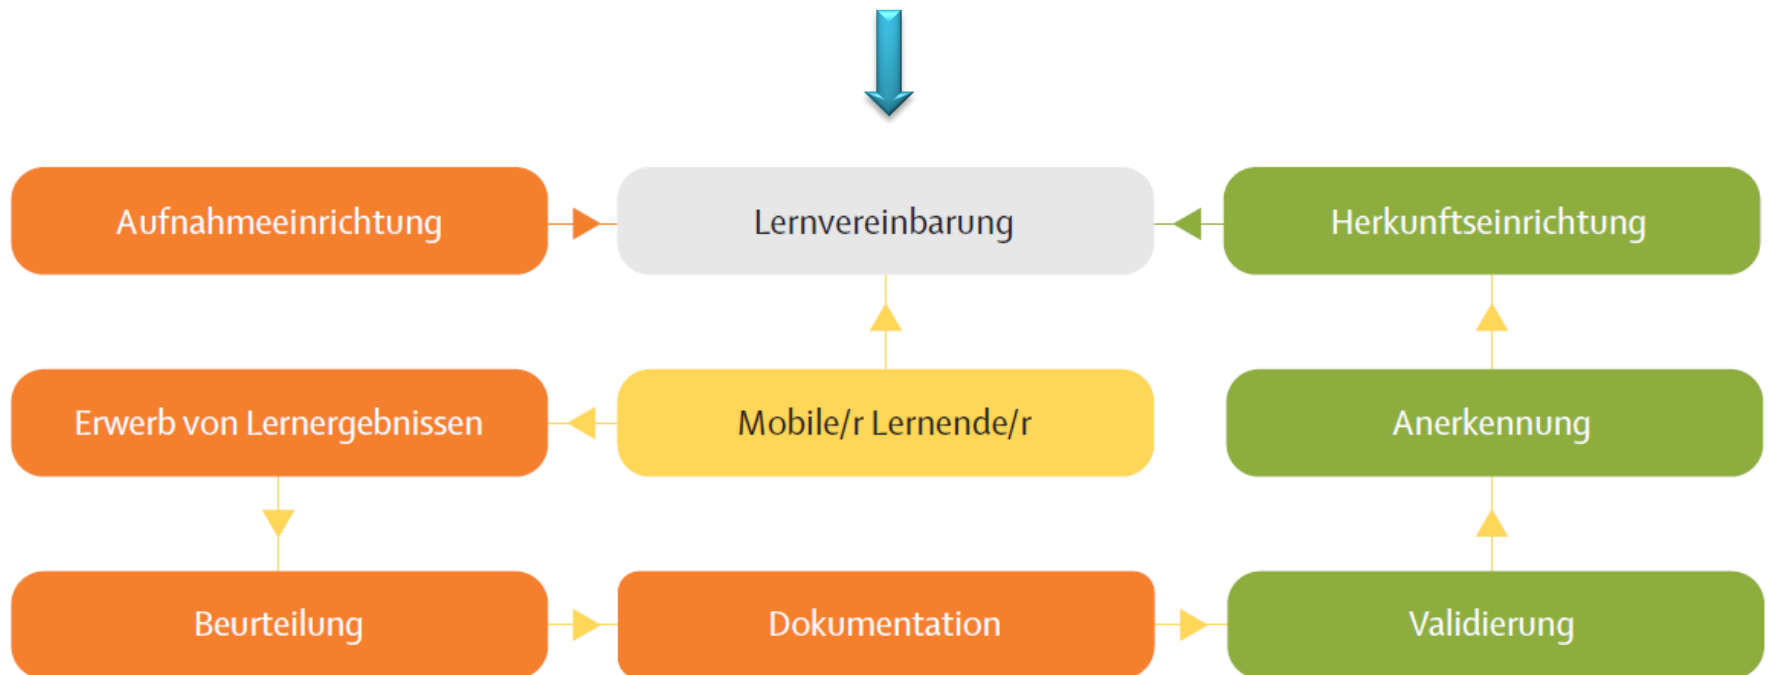 Aufnahmeeinrichtung
Lernvereinbarung
Herkunftseinrichtung
Erwerb von Lernergebnissen
Mobile/r Lernende/r
Anerkennung
Beurteilung
Dokumentation
Validierung